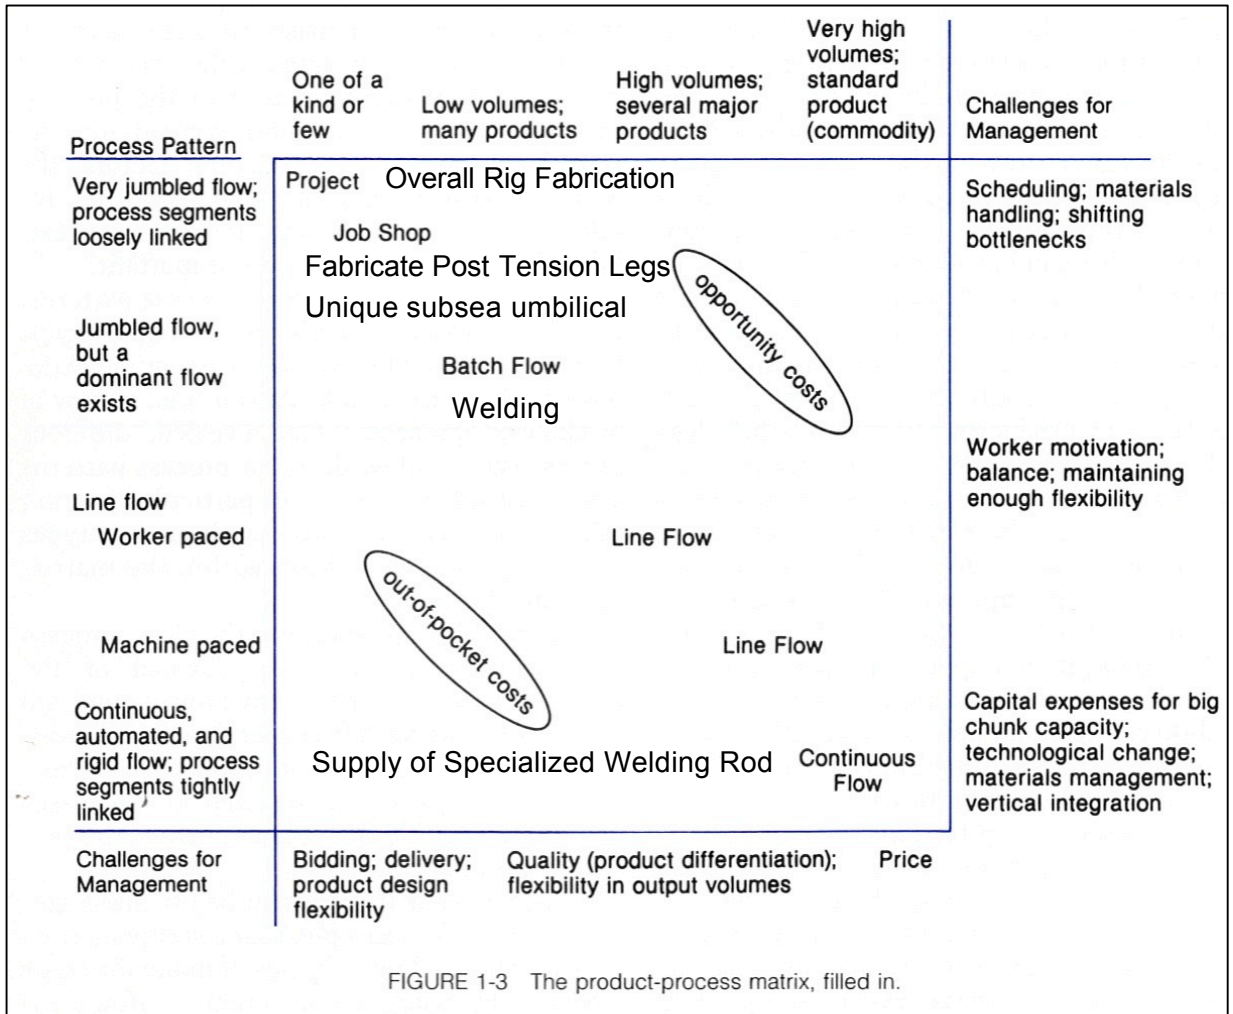 One of a
kind or
few
Low volumes;
many products
High volumes;
several major
products
Very high
volumes;
standard
product
(commodity)
Challenges for
Management
Process Pattern
Very jumbled flow;
process segments
loosely linked
Project
Overall Rig Fabrication
Scheduling; materials
handling; shifting
bottlenecks
Job Shop
Fabricate Post Tension Legs
Unique subsea umbilical
opportunity costs
Jumbled flow,
but a
dominant flow
exists
Batch Flow
Welding
Worker motivation;
balance; maintaining
enough flexibility
Line flow
Worker paced
Line Flow
out-of-pocket costs
Machine paced
Line Flow
Continuous,
automated, and
rigid flow; process
segments tightly
linked
Supply of Specialized Welding Rod
Continuous
Flow
Capital expenses for big
chunk capacity;
technological change;
materials management;
vertical integration
Challenges for
Management
Bidding; delivery;
product design
flexibility
Quality (product differentiation);
flexibility in output volumes
Price
FIGURE 1-3 The product-process matrix, filled in.